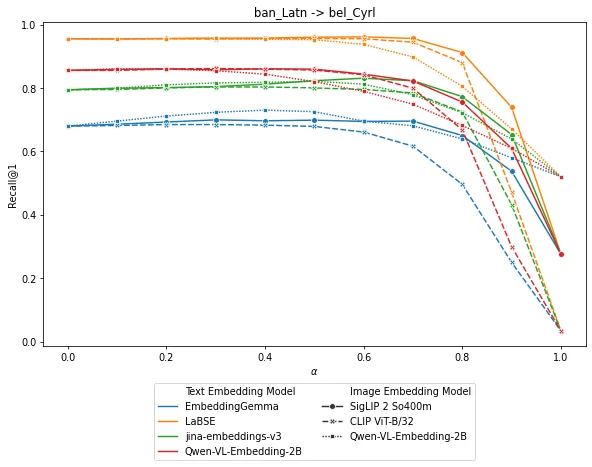 ban_Latn -> bel_Cyrl
Recall@1
1.0
0.8
0.6
0.4
0.2
0.0
0.0 0.2 0.4 0.6 0.8 1.0
α
Text Embedding Model
EmbeddingGemma
LaBSE
jina-embeddings-v3
Qwen-VL-Embedding-2B
Image Embedding Model
SigLIP 2 So400m
CLIP ViT-B/32
Qwen-VL-Embedding-2B